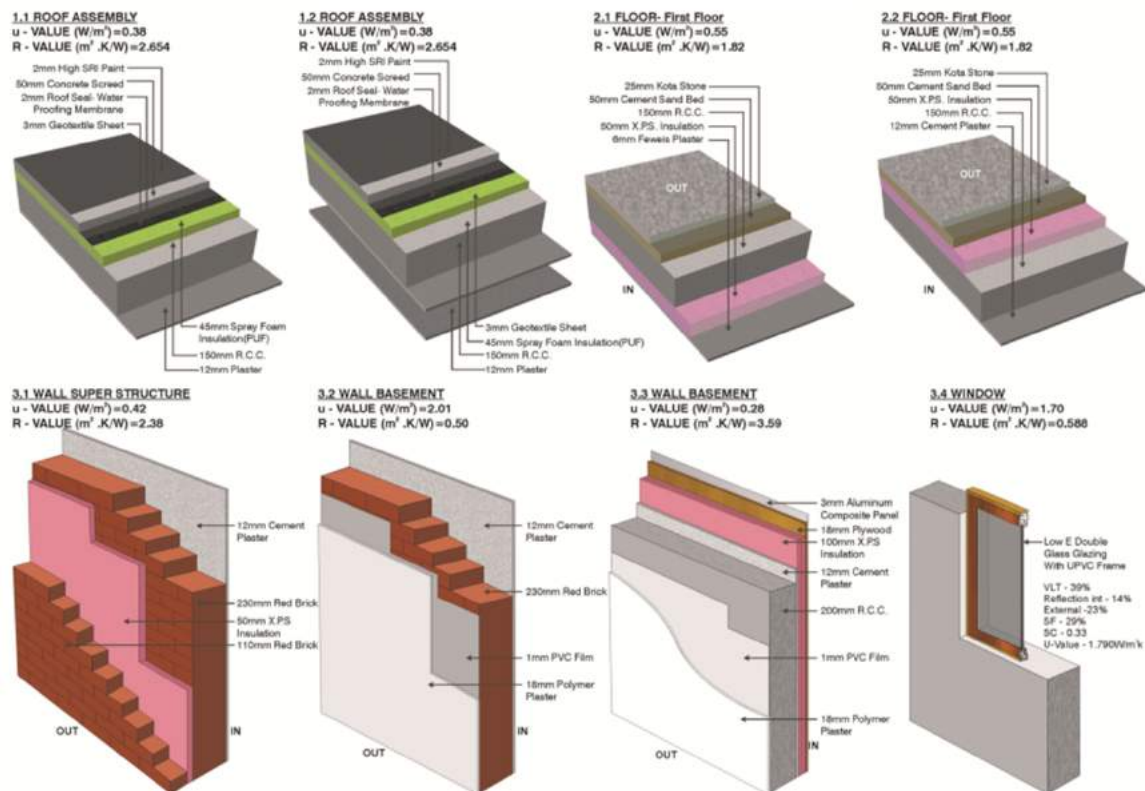 1.1 ROOF ASSEMBLY
u - VALUE (W/m²)=0.38
R - VALUE (m² .K/W)=2.654
2mm High SRI Paint
50mm Concrete Screed
2mm Roof Seal- Water
Proofing Membrane
3mm Geotextile Sheet
45mm Spray Foam
Insulation(PUF)
150mm R.C.C.
12mm Plaster
1.2 ROOF ASSEMBLY
u - VALUE (W/m²)=0.38
R - VALUE (m² .K/W)=2.654
2mm High SRI Paint
50mm Concrete Screed
2mm Roof Seal- Water
Proofing Membrane
3mm Geotextile Sheet
45mm Spray Foam Insulation(PUF)
150mm R.C.C.
12mm Plaster
2.1 FLOOR- First Floor
u - VALUE (W/m²)=0.55
R - VALUE (m² .K/W)=1.82
25mm Kota Stone
50mm Cement Sand Bed
150mm R.C.C.
50mm X.P.S. Insulation
6mm Feweis Plaster
OUT
IN
2.2 FLOOR- First Floor
u - VALUE (W/m²)=0.55
R - VALUE (m² .K/W)=1.82
25mm Kota Stone
50mm Cement Sand Bed
50mm X.P.S. Insulation
150mm R.C.C.
12mm Cement Plaster
OUT
IN
3.1 WALL SUPER STRUCTURE
u - VALUE (W/m²)=0.42
R - VALUE (m² .K/W)=2.38
12mm Cement
Plaster
230mm Red Brick
50mm X.P.S
Insulation
110mm Red Brick
OUT
IN
3.2 WALL BASEMENT
u - VALUE (W/m²)=2.01
R - VALUE (m² .K/W)=0.50
12mm Cement
Plaster
230mm Red Brick
1mm PVC Film
18mm Polymer
Plaster
OUT
IN
3.3 WALL BASEMENT
u - VALUE (W/m²)=0.28
R - VALUE (m² .K/W)=3.59
3mm Aluminum
Composite Panel
18mm Plywood
100mm X.P.S
Insulation
12mm Cement
Plaster
200mm R.C.C.
1mm PVC Film
18mm Polymer
Plaster
OUT
IN
3.4 WINDOW
u - VALUE (W/m²)=1.70
R - VALUE (m² .K/W)=0.588
Low E Double
Glass Glazing
With UPVC Frame
VLT - 39%
Reflection int - 14%
External -23%
SF - 29%
SC - 0.33
U-Value - 1.790W/m'k